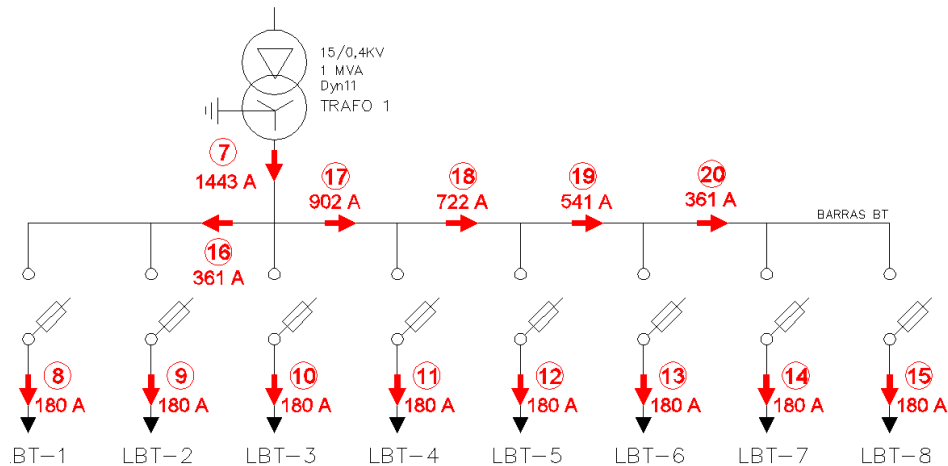 15/0,4KV
1 MVA
Dyn11
TRAFO 1
7
1443 A
17
902 A
18
722 A
19
541 A
20
361 A
BARRAS BT
16
361 A
8
180 A
9
180 A
10
180 A
11
180 A
12
180 A
13
180 A
14
180 A
15
180 A
.BT-1
LBT-2
LBT-3
LBT-4
LBT-5
LBT-6
LBT-7
LBT-8